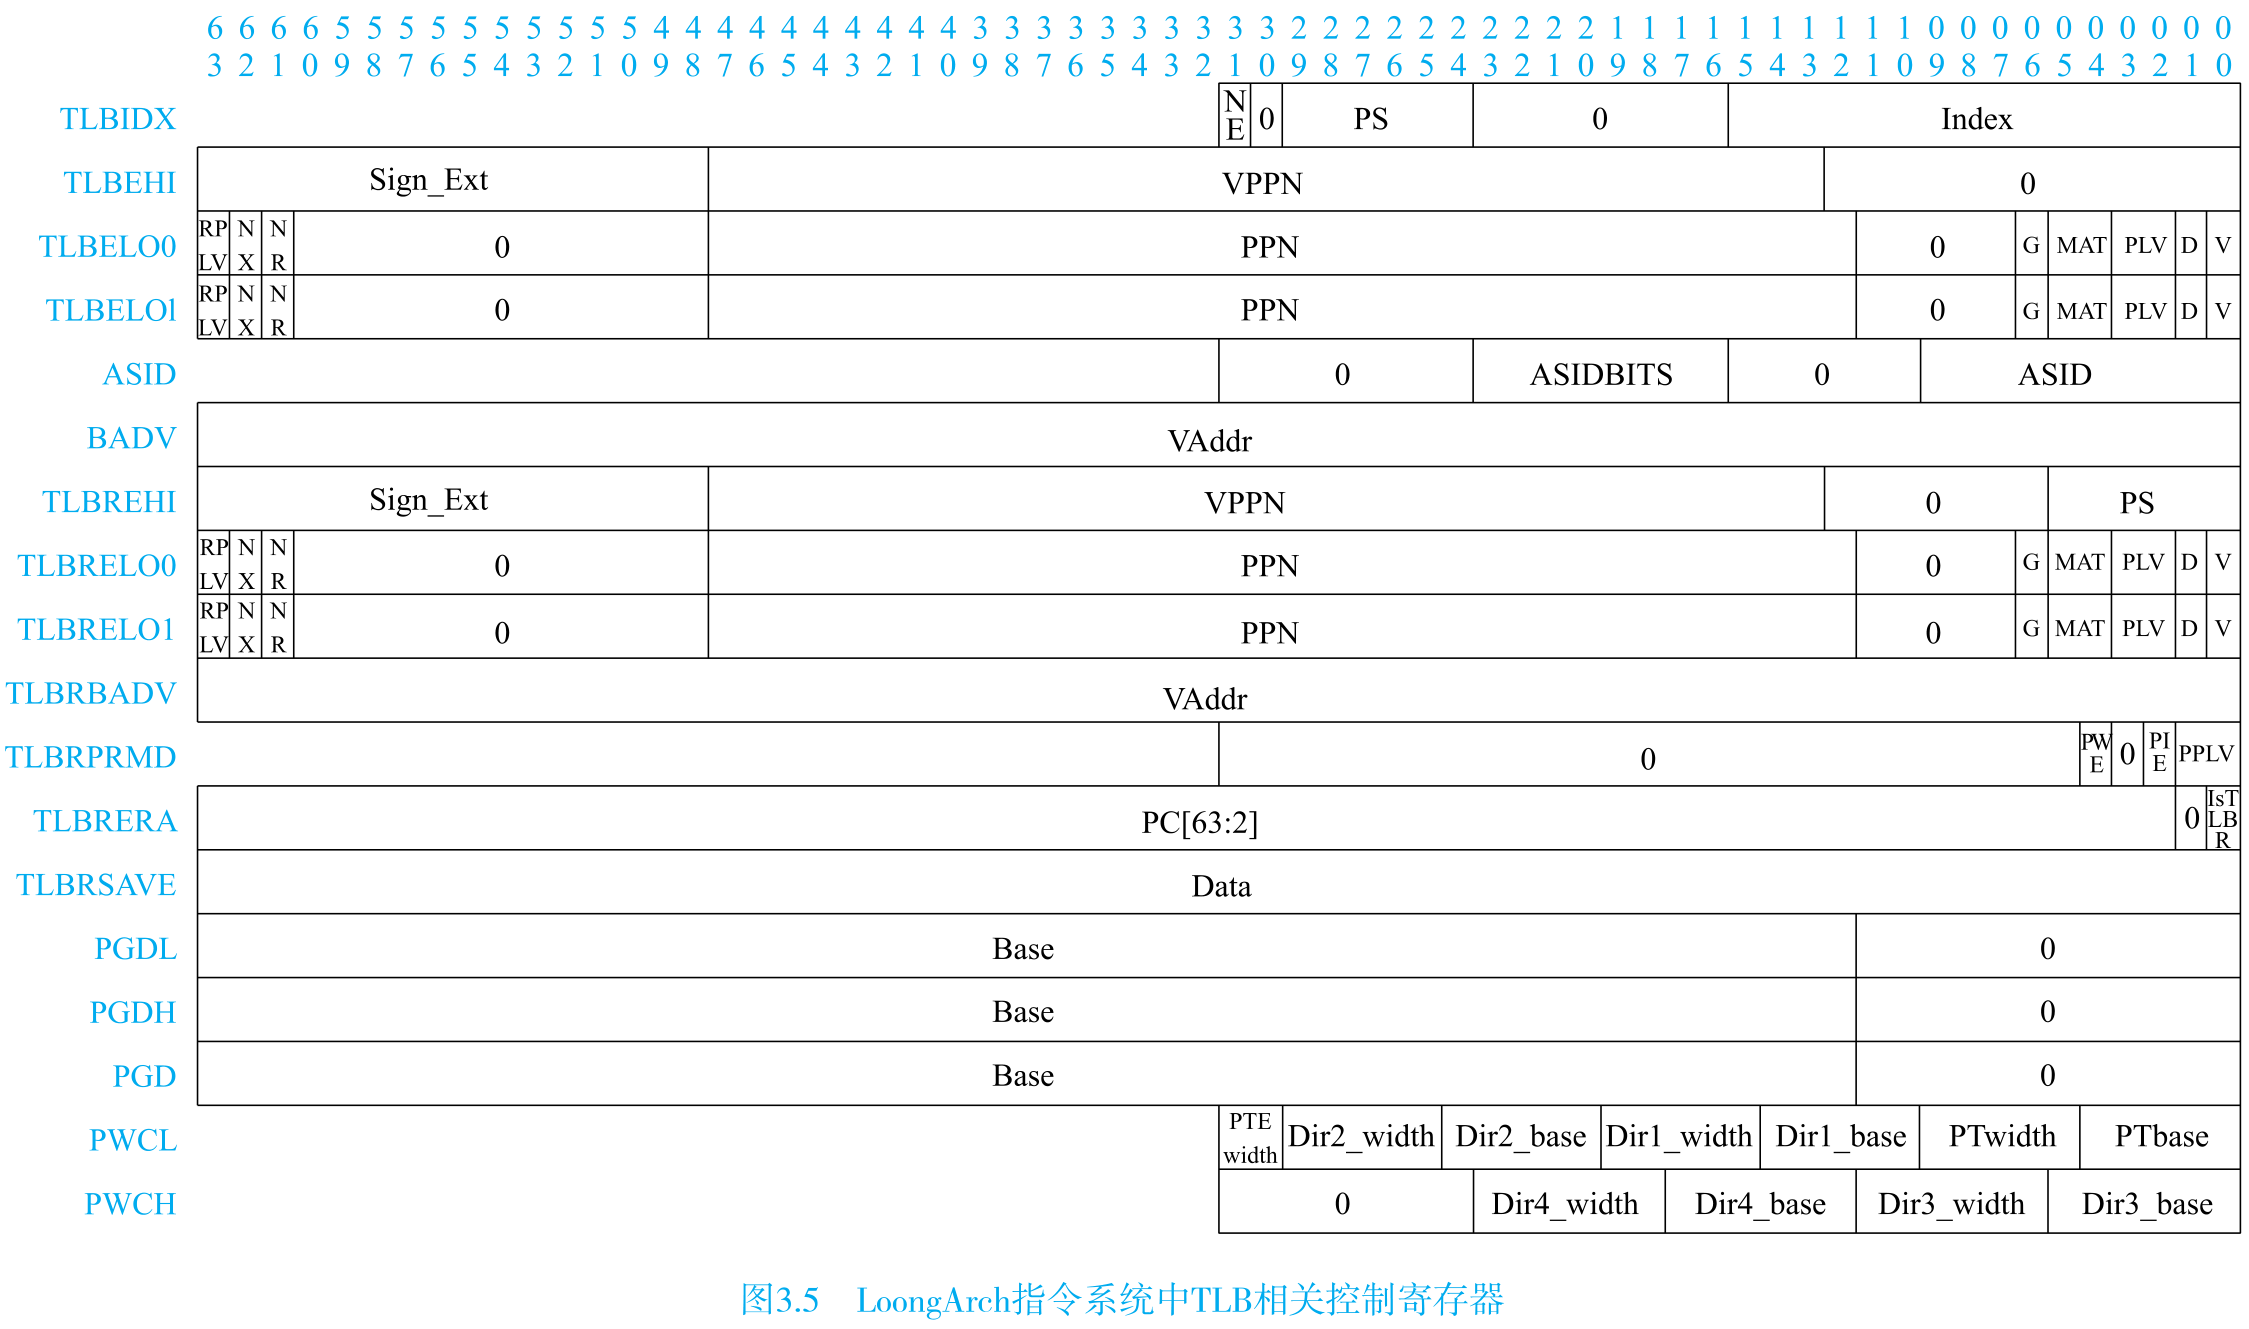 6 6 6 6 5 5 5 5 5 5 5 5 5 5 4 4 4 4 4 4 4 4 4 4 3 3 3 3 3 3 3 3 3 3 2 2 2 2 2 2 2 2 2 2 1 1 1 1 1 1 1 1 1 1 0 0 0 0 0 0 0 0 0 0
3 2 1 0 9 8 7 6 5 4 3 2 1 0 9 8 7 6 5 4 3 2 1 0 9 8 7 6 5 4 3 2 1 0 9 8 7 6 5 4 3 2 1 0 9 8 7 6 5 4 3 2 1 0 9 8 7 6 5 4 3 2 1 0
TLBIDX NE 0 PS 0 Index
TLBEHI Sign_Ext VPPN 0
TLBELO0 RPLV NX NR 0 PPN 0 G MAT PLV D V
TLBELOl RPLV NX NR 0 PPN 0 G MAT PLV D V
ASID 0 ASIDBITS 0 ASID
BADV VAddr
TLBREHI Sign_Ext VPPN 0 PS
TLBRELO0 RPLV NX NR 0 PPN 0 G MAT PLV D V
TLBRELO1 RPLV NX NR 0 PPN 0 G MAT PLV D V
TLBRBADV VAddr
TLBRPRMD 0 PWE 0 PIE PPLV
TLBRERA PC[63:2] 0 IsTLBR
TLBRSAVE Data
PGDL Base 0
PGDH Base 0
PGD Base 0
PWCL PTEwidth Dir2_width Dir2_base Dir1_width Dir1_base PTwidth PTbase
PWCH 0 Dir4_width Dir4_base Dir3_width Dir3_base
图3.5 LoongArch指令系统中TLB相关控制寄存器